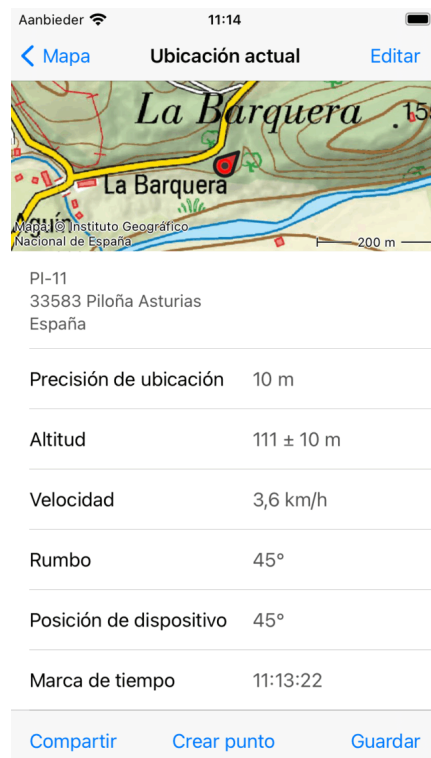 Aanbieder 11:14
Mapa Ubicación actual Editar
La Barquera
La Barquera
Mapa: © Instituto Geográfico
Nacional de España
200 m
PI-11
33583 Piloña Asturias
España
Precisión de ubicación 10 m
Altitud 111 ± 10 m
Velocidad 3,6 km/h
Rumbo 45°
Posición de dispositivo 45°
Marca de tiempo 11:13:22
Compartir Crear punto Guardar